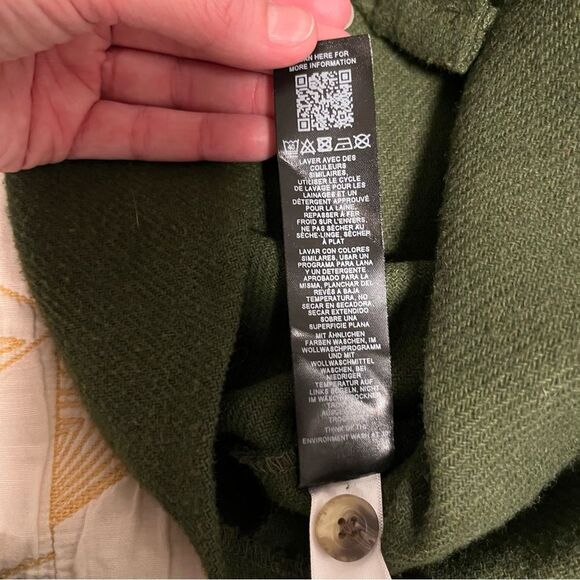 HERE FOR
MORE INFORMATION
LAVER AVEC DES
COULEURS
SIMILAIRES,
UTILISER LE CYCLE
DE LAVAGE POUR LES
LAINAGES ET UN
DÉTERGENT APPROUVÉ
POUR LA LAINE,
REPASSER À FER
FROID SUR L'ENVERS,
NE PAS SÉCHER AU
SÈCHE-LINGE, SÉCHER
À PLAT
LAVAR CON COLORES
SIMILARES, USAR UN
PROGRAMA PARA LANA
Y UN DETERGENTE
APROBADO PARA LA
MISMA, PLANCHAR DEL
REVÉS A BAJA
TEMPERATURA, NO
SECAR EN SECADORA,
SECAR EXTENDIDO
SOBRE UNA
SUPERFICIE PLANA
MIT ÄHNLICHEN
FARBEN WASCHEN, IM
WOLLWASCHPROGRAMM
UND MIT
WOLLWASCHMITTEL
WASCHEN, BEI
NIEDRIGER
TEMPERATUR AUF
LINKS BÜGELN, NICHT
IM
THINK OF THE
ENVIRONMENT WASH AT